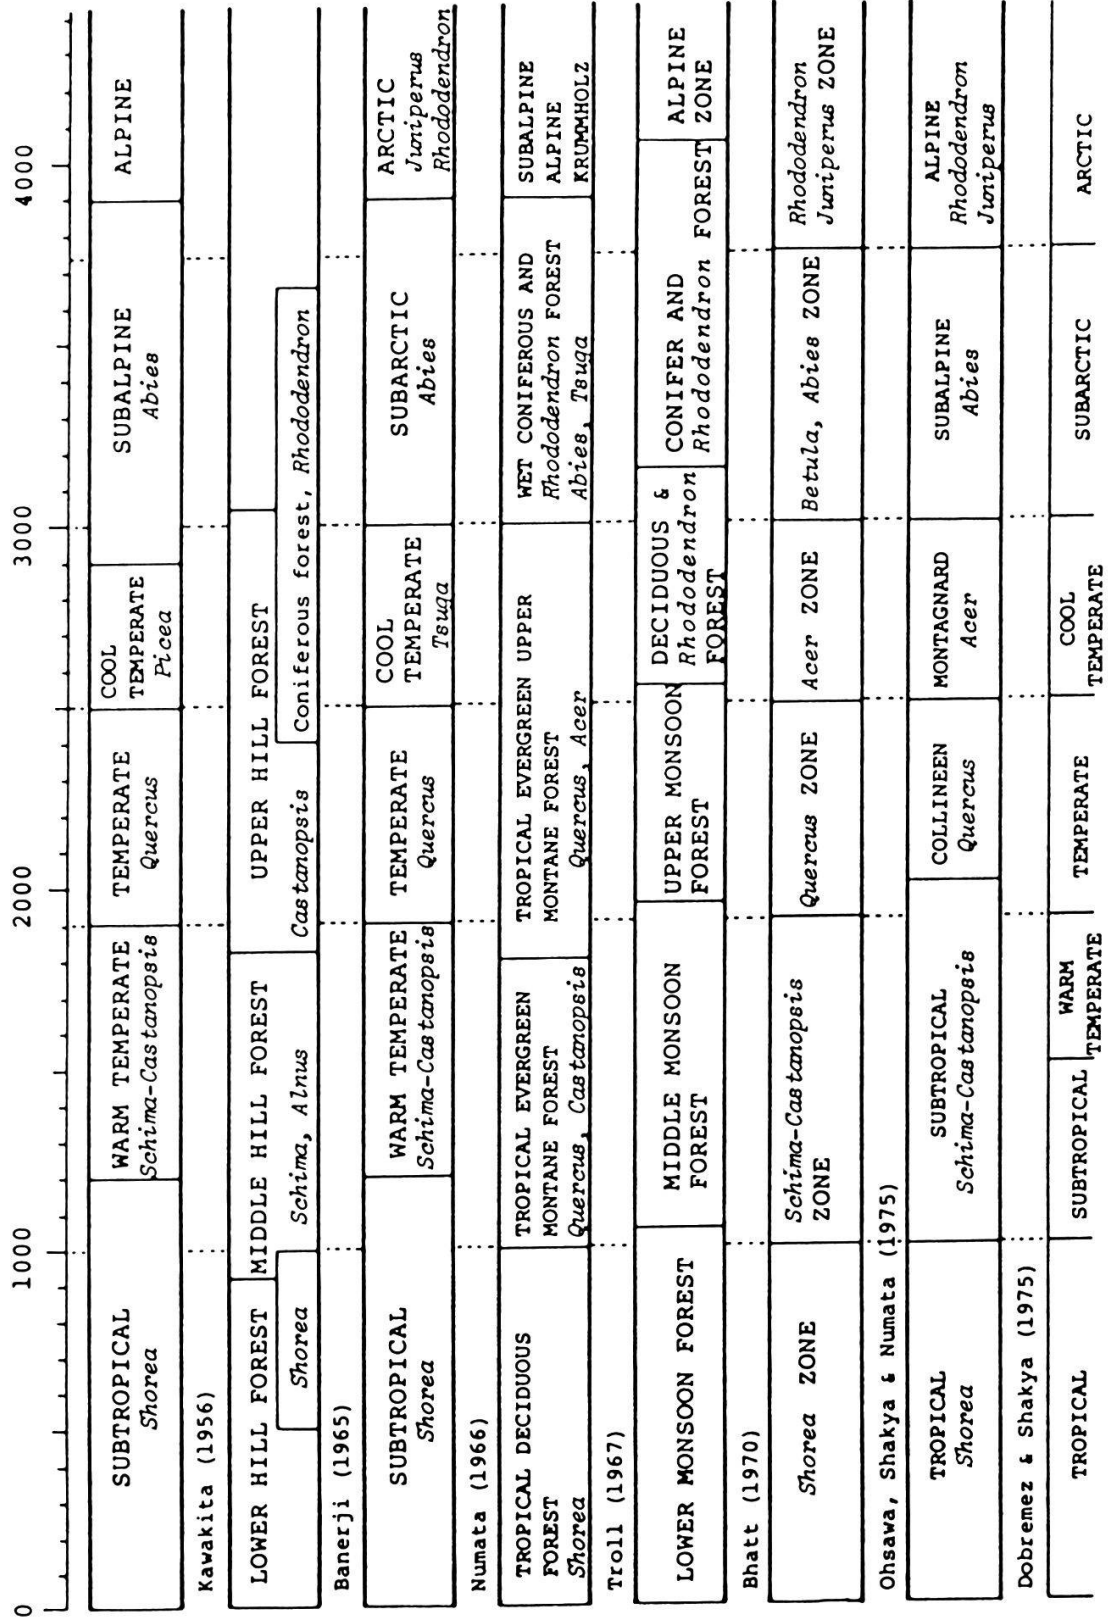 0 1000 2000 3000 4000
SUBTROPICAL
Shorea
WARM TEMPERATE
Schima-Castanopsis
TEMPERATE
Quercus
COOL
TEMPERATE
Picea
SUBALPINE
Abies
ALPINE
Kawakita (1956)
LOWER HILL FOREST
MIDDLE HILL FOREST
UPPER HILL FOREST
Shorea
Schima, Alnus
Castanopsis
Coniferous forest, Rhododendron
Banerji (1965)
SUBTROPICAL
Shorea
WARM TEMPERATE
Schima-Castanopsis
TEMPERATE
Quercus
COOL
TEMPERATE
Tsuga
SUBARCTIC
Abies
ARCTIC
Juniperus
Rhododendron
Numata (1966)
TROPICAL DECIDUOUS
FOREST
Shorea
TROPICAL EVERGREEN
MONTANE FOREST
Quercus, Castanopsis
TROPICAL EVERGREEN UPPER
MONTANE FOREST
Quercus, Acer
WET CONIFEROUS AND
Rhododendron FOREST
Abies, Tsuga
SUBALPINE
ALPINE
KRUMMHOLZ
Troll (1967)
LOWER MONSOON FOREST
MIDDLE MONSOON
FOREST
UPPER MONSOON
FOREST
DECIDUOUS &
Rhododendron
FOREST
CONIFER AND
Rhododendron FOREST
ALPINE
ZONE
Bhatt (1970)
Shorea ZONE
Schima-Castanopsis
ZONE
Quercus ZONE
Acer ZONE
Betula, Abies ZONE
Rhododendron
Juniperus ZONE
Ohsawa, Shakya & Numata (1975)
TROPICAL
Shorea
SUBTROPICAL
Schima-Castanopsis
COLLINEEN
Quercus
MONTAGNARD
Acer
SUBALPINE
Abies
ALPINE
Rhododendron
Juniperus
Dobremez & Shakya (1975)
TROPICAL
SUBTROPICAL
WARM
TEMPERATE
TEMPERATE
COOL
TEMPERATE
SUBARCTIC
ARCTIC